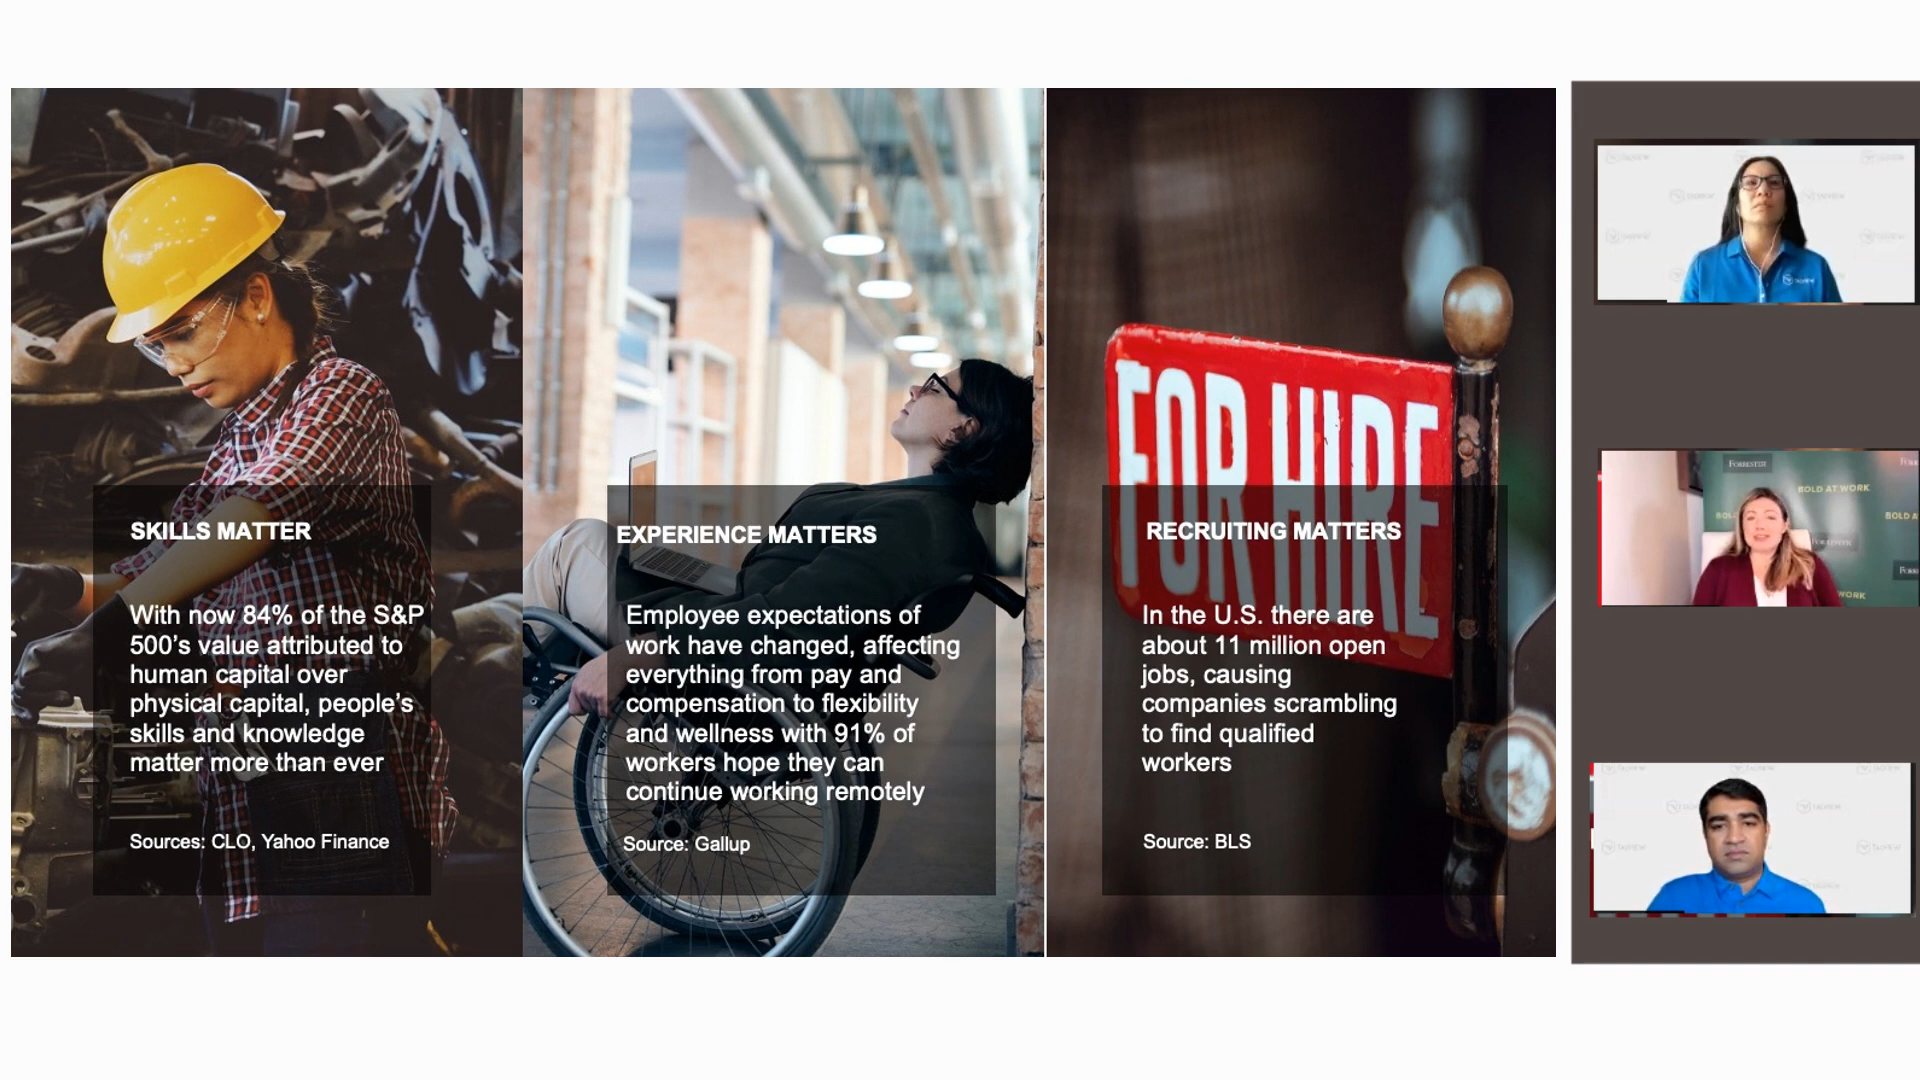 FOR HIRE
SKILLS MATTER
With now 84% of the S&P
500’s value attributed to
human capital over
physical capital, people’s
skills and knowledge
matter more than ever
Sources: CLO, Yahoo Finance
EXPERIENCE MATTERS
Employee expectations of
work have changed, affecting
everything from pay and
compensation to flexibility
and wellness with 91% of
workers hope they can
continue working remotely
Source: Gallup
RECRUITING MATTERS
In the U.S. there are
about 11 million open
jobs, causing
companies scrambling
to find qualified
workers
Source: BLS
FORRESTER
BOLD AT WORK